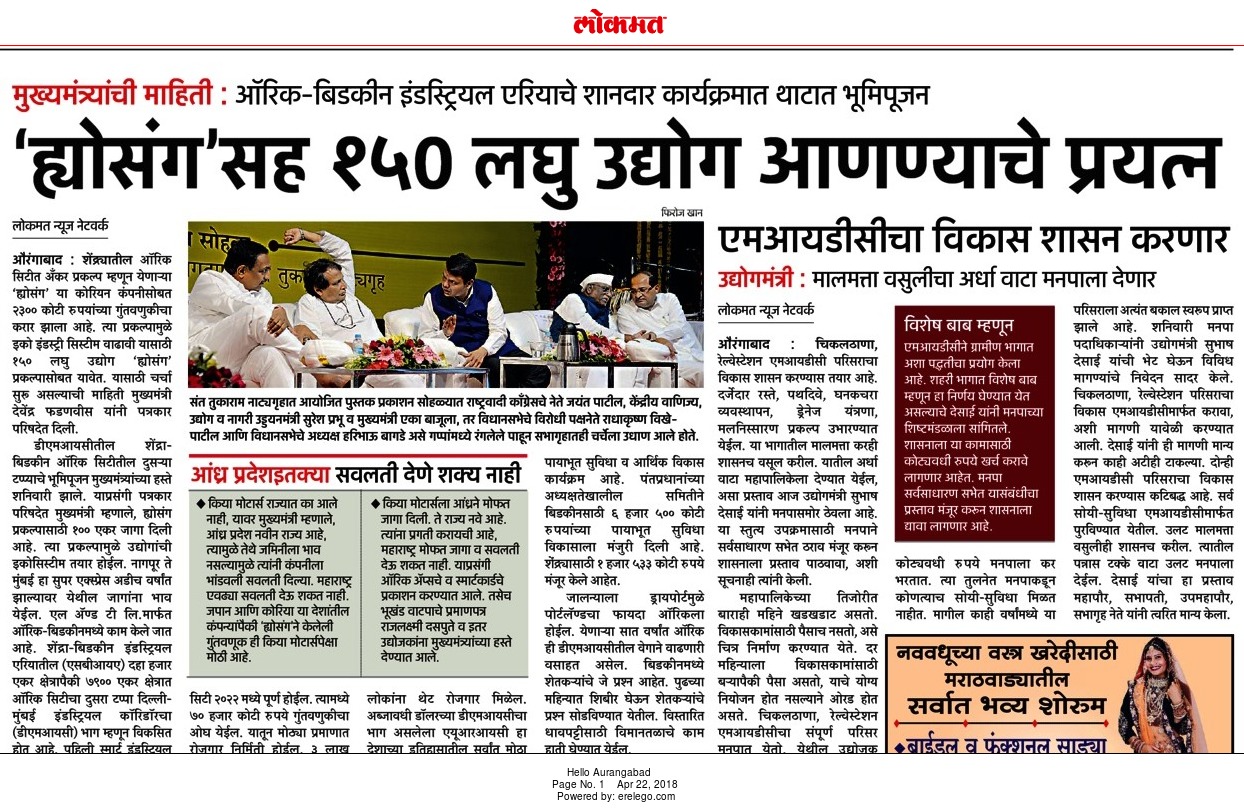 लोकमत
मुख्यमंत्र्यांची माहिती : ऑरिक-बिडकीन इंडस्ट्रियल एरियाचे शानदार कार्यक्रमात थाटात भूमिपूजन
‘ह्योसंग’सह १५० लघु उद्योग आणण्याचे प्रयत्न
लोकमत न्यूज नेटवर्क
औरंगाबाद : शेंद्र्यातील ऑरिक
सिटीत अँकर प्रकल्प म्हणून येणाऱ्या
‘ह्योसंग’ या कोरियन कंपनीसोबत
२३०० कोटी रुपयांच्या गुंतवणुकीचा
करार झाला आहे. त्या प्रकल्पामुळे
इको इंडस्ट्री सिस्टीम वाढावी यासाठी
१५० लघु उद्योग ‘ह्योसंग’
प्रकल्पासोबत यावेत. यासाठी चर्चा
सुरू असल्याची माहिती मुख्यमंत्री
देवेंद्र फडणवीस यांनी पत्रकार
परिषदेत दिली.
डीएमआयसीतील शेंद्रा-
बिडकीन ऑरिक सिटीतील दुसऱ्या
टप्प्याचे भूमिपूजन मुख्यमंत्र्यांच्या हस्ते
शनिवारी झाले. याप्रसंगी पत्रकार
परिषदेत मुख्यमंत्री म्हणाले, ह्योसंग
प्रकल्पासाठी १०० एकर जागा दिली
आहे. त्या प्रकल्पामुळे उद्योगांची
इकोसिस्टीम तयार होईल. नागपूर ते
मुंबई हा सुपर एक्स्प्रेस अडीच वर्षांत
झाल्यावर येथील जागांना भाव
येईल. एल अँण्ड टी लि.मार्फत
ऑरिक-बिडकीनमध्ये काम केले जात
आहे. शेंद्रा-बिडकीन इंडस्ट्रियल
एरियातील (एसबीआयए) दहा हजार
एकर क्षेत्रापैकी ७९०० एकर क्षेत्रात
ऑरिक सिटीचा दुसरा टप्पा दिल्ली-
मुंबई इंडस्ट्रियल कॉरिडॉरचा
(डीएमआयसी) भाग म्हणून विकसित
होत आहे. पहिली स्मार्ट इंडस्ट्रियल
फिरोज खान
संत तुकाराम नाट्यगृहात आयोजित पुस्तक प्रकाशन सोहळ्यात राष्ट्रवादी काँग्रेसचे नेते जयंत पाटील, केंद्रीय वाणिज्य,
उद्योग व नागरी उड्डयनमंत्री सुरेश प्रभू व मुख्यमंत्री एका बाजूला, तर विधानसभेचे विरोधी पक्षनेते राधाकृष्ण विखे-
पाटील आणि विधानसभेचे अध्यक्ष हरिभाऊ बागडे असे गप्पांमध्ये रंगलेले पाहून सभागृहातही चर्चेला उधाण आले होते.
आंध्र प्रदेशइतक्या सवलती देणे शक्य नाही
◆ किया मोटार्स राज्यात का आले
नाही, यावर मुख्यमंत्री म्हणाले,
आंध्र प्रदेश नवीन राज्य आहे,
त्यामुळे तेथे जमिनीला भाव
नसल्यामुळे त्यांनी कंपनीला
भांडवली सवलती दिल्या. महाराष्ट्र
एवढ्या सवलती देऊ शकत नाही.
जपान आणि कोरिया या देशांतील
कंपन्यांपैकी ‘ह्योसंग’ने केलेली
गुंतवणूक ही किया मोटार्सपेक्षा
मोठी आहे.
◆ किया मोटार्सला आंध्रने मोफत
जागा दिली. ते राज्य नवे आहे.
त्यांना प्रगती करायची आहे,
महाराष्ट्र मोफत जागा व सवलती
देऊ शकत नाही. याप्रसंगी
ऑरिक ॲपसचे व स्मार्टकार्डचे
प्रकाशन करण्यात आले. तसेच
भूखंड वाटपाचे प्रमाणपत्र
राजलक्ष्मी दसपुते व इतर
उद्योजकांना मुख्यमंत्र्यांच्या हस्ते
देण्यात आले.
सिटी २०२२ मध्ये पूर्ण होईल. त्यामध्ये
७० हजार कोटी रुपये गुंतवणुकीचा
ओघ येईल. यातून मोठ्या प्रमाणात
रोजगार निर्मिती होईल. ३ लाख
लोकांना थेट रोजगार मिळेल.
अब्जावधी डॉलरच्या डीएमआयसीचा
भाग असलेला एयूआरआयसी हा
देशाच्या इतिहासातील सर्वांत मोठा
पायाभूत सुविधा व आर्थिक विकास
कार्यक्रम आहे. पंतप्रधानांच्या
अध्यक्षतेखालील समितीने
बिडकीनसाठी ६ हजार ५०० कोटी
रुपयांच्या पायाभूत सुविधा
विकासाला मंजुरी दिली आहे.
शेंद्र्यासाठी १ हजार ५३३ कोटी रुपये
मंजूर केले आहेत.
जालन्याला ड्रायपोर्टमुळे
पोर्टलॅण्डचा फायदा ऑरिकला
होईल. येणाऱ्या सात वर्षांत ऑरिक
ही डीएमआयसीतील वेगाने वाढणारी
वसाहत असेल. बिडकीनमध्ये
शेतकऱ्यांचे जे प्रश्न आहेत. पुढच्या
महिन्यात शिबीर घेऊन शेतकऱ्यांचे
प्रश्न सोडविण्यात येतील. विस्तारित
धावपट्टीसाठी विमानतळाचे काम
हाती घेण्यात येईल.
एमआयडीसीचा विकास शासन करणार
उद्योगमंत्री : मालमत्ता वसुलीचा अर्धा वाटा मनपाला देणार
लोकमत न्यूज नेटवर्क
औरंगाबाद : चिकलठाणा,
रेल्वेस्टेशन एमआयडीसी परिसराचा
विकास शासन करण्यास तयार आहे.
दर्जेदार रस्ते, पथदिवे, घनकचरा
व्यवस्थापन, ड्रेनेज यंत्रणा,
मलनिस्सारण प्रकल्प उभारण्यात
येईल. या भागातील मालमत्ता करही
शासनच वसूल करील. यातील अर्धा
वाटा महापालिकेला देण्यात येईल,
असा प्रस्ताव आज उद्योगमंत्री सुभाष
देसाई यांनी मनपासमोर ठेवला आहे.
या स्तुत्य उपक्रमासाठी मनपाने
सर्वसाधारण सभेत ठराव मंजूर करून
शासनाला प्रस्ताव पाठवावा, अशी
सूचनाही त्यांनी केली.
महापालिकेच्या तिजोरीत
बाराही महिने खडखडाट असतो.
विकासकामांसाठी पैसाच नसतो, असे
चित्र निर्माण करण्यात येते. दर
महिन्याला विकासकामांसाठी
बऱ्यापैकी पैसा असतो, याचे योग्य
नियोजन होत नसल्याने ओरड होत
असते. चिकलठाणा, रेल्वेस्टेशन
एमआयडीसीचा संपूर्ण परिसर
मनपात येतो. येथील उद्योजक
विशेष बाब म्हणून
एमआयडीसीने ग्रामीण भागात
अशा पद्धतीचा प्रयोग केला
आहे. शहरी भागात विशेष बाब
म्हणून हा निर्णय घेण्यात येत
असल्याचे देसाई यांनी मनपाच्या
शिष्टमंडळाला सांगितले.
शासनाला या कामासाठी
कोट्यवधी रुपये खर्च करावे
लागणार आहेत. मनपा
सर्वसाधारण सभेत यासंबंधीचा
प्रस्ताव मंजूर करून शासनाला
द्यावा लागणार आहे.
कोट्यवधी रुपये मनपाला कर
भरतात. त्या तुलनेत मनपाकडून
कोणत्याच सोयी-सुविधा मिळत
नाहीत. मागील काही वर्षांमध्ये या
परिसराला अत्यंत बकाल स्वरूप प्राप्त
झाले आहे. शनिवारी मनपा
पदाधिकाऱ्यांनी उद्योगमंत्री सुभाष
देसाई यांची भेट घेऊन विविध
मागण्यांचे निवेदन सादर केले.
चिकलठाणा, रेल्वेस्टेशन परिसराचा
विकास एमआयडीसीमार्फत करावा,
अशी मागणी यावेळी करण्यात
आली. देसाई यांनी ही मागणी मान्य
करून काही अटीही टाकल्या. दोन्ही
एमआयडीसी परिसराचा विकास
शासन करण्यास कटिबद्ध आहे. सर्व
सोयी-सुविधा एमआयडीसीमार्फत
पुरविण्यात येतील. उलट मालमत्ता
वसुलीही शासनच करील. त्यातील
पन्नास टक्के वाटा उलट मनपाला
देईल. देसाई यांचा हा प्रस्ताव
महापौर, सभापती, उपमहापौर,
सभागृह नेते यांनी त्वरित मान्य केला.
नववधूच्या वस्त्र खरेदीसाठी
मराठवाड्यातील
सर्वात भव्य शोरुम
◆बाईडल व फंक्शनल साड्या
Hello Aurangabad
Page No. 1 Apr 22, 2018
Powered by: erelego.com